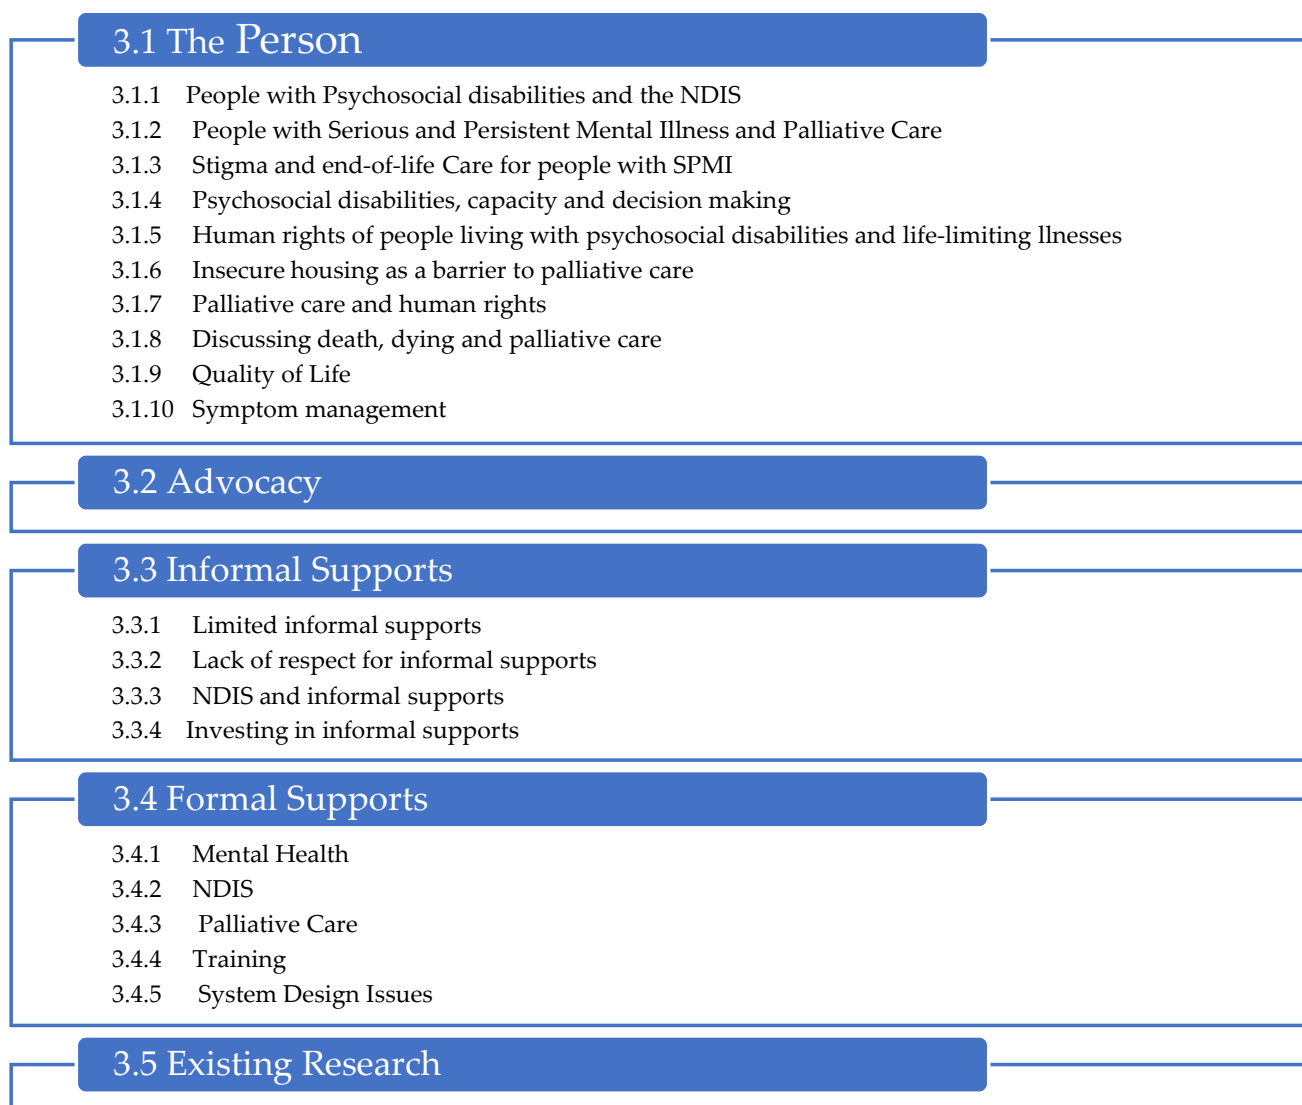 3.1 The Person
3.1.1 People with Psychosocial disabilities and the NDIS
3.1.2 People with Serious and Persistent Mental Illness and Palliative Care
3.1.3 Stigma and end-of-life Care for people with SPMI
3.1.4 Psychosocial disabilities, capacity and decision making
3.1.5 Human rights of people living with psychosocial disabilities and life-limiting llnesses
3.1.6 Insecure housing as a barrier to palliative care
3.1.7 Palliative care and human rights
3.1.8 Discussing death, dying and palliative care
3.1.9 Quality of Life
3.1.10 Symptom management
3.2 Advocacy
3.3 Informal Supports
3.3.1 Limited informal supports
3.3.2 Lack of respect for informal supports
3.3.3 NDIS and informal supports
3.3.4 Investing in informal supports
3.4 Formal Supports
3.4.1 Mental Health
3.4.2 NDIS
3.4.3 Palliative Care
3.4.4 Training
3.4.5 System Design Issues
3.5 Existing Research